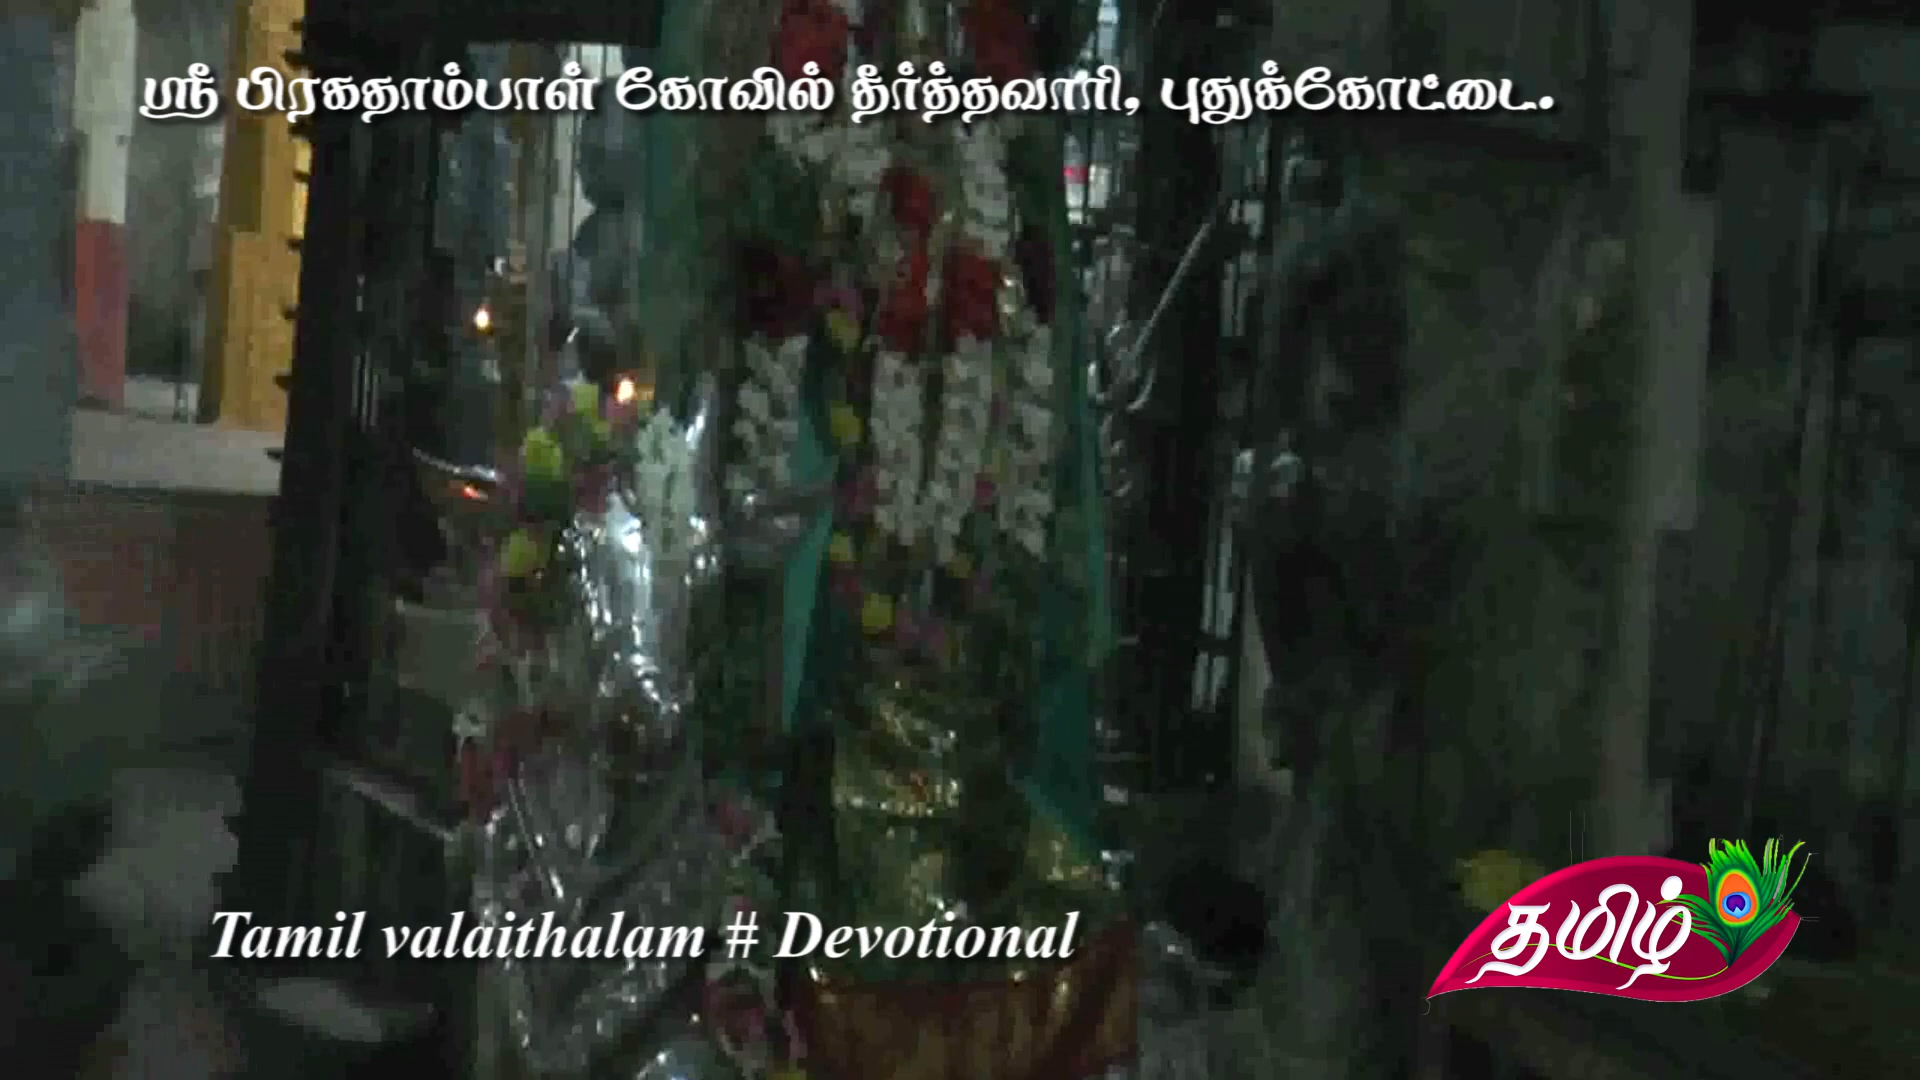 ஸ்ரீ பிரகதாம்பாள் கோவில் தீர்த்தவாரி, புதுக்கோட்டை.
Tamil valaithalam # Devotional
தமிழ்